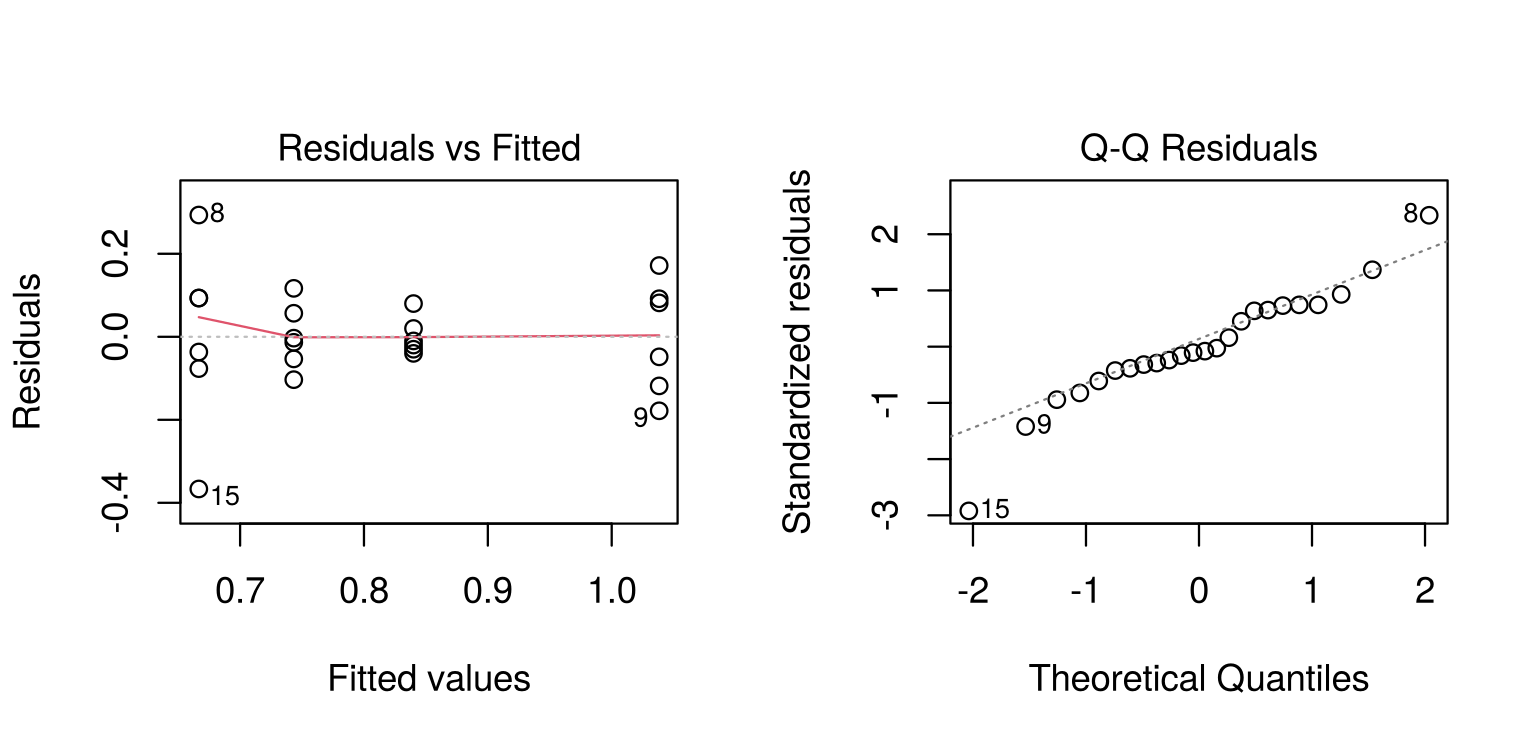 Residuals vs Fitted
Residuals
0.2
0.0
-0.4
8
9
15
0.7 0.8 0.9 1.0
Fitted values
Q-Q Residuals
Standardized residuals
2
1
-1
-3
8
9
15
-2 -1 0 1 2
Theoretical Quantiles